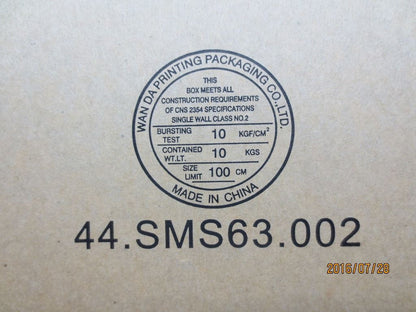 WAN DA PRINTING PACKAGING CO.,LTD.
THIS
BOX MEETS ALL
CONSTRUCTION REQUIREMENTS
OF CNS 2354 SPECIFICATIONS
SINGLE WALL CLASS NO.2
BURSTING TEST 10 KGF/CM²
CONTAINED WT.LT. 10 KGS
SIZE LIMIT 100 CM
MADE IN CHINA
44.SMS63.002
2016/07/28